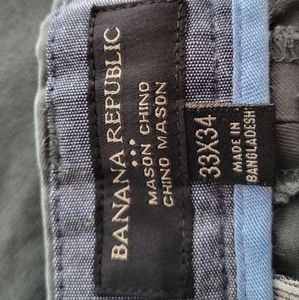 BANANA REPUBLIC
MASON CHINO
CHINO MASON
33X34
MADE IN
BANGLADESH